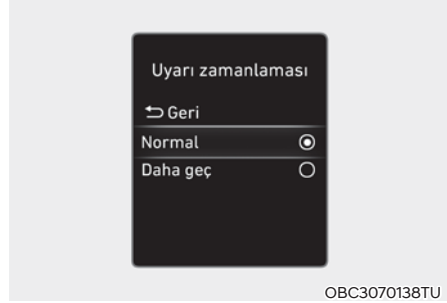 Uyarı zamanlaması
Geri
Normal
Daha geç
OBC3070138TU